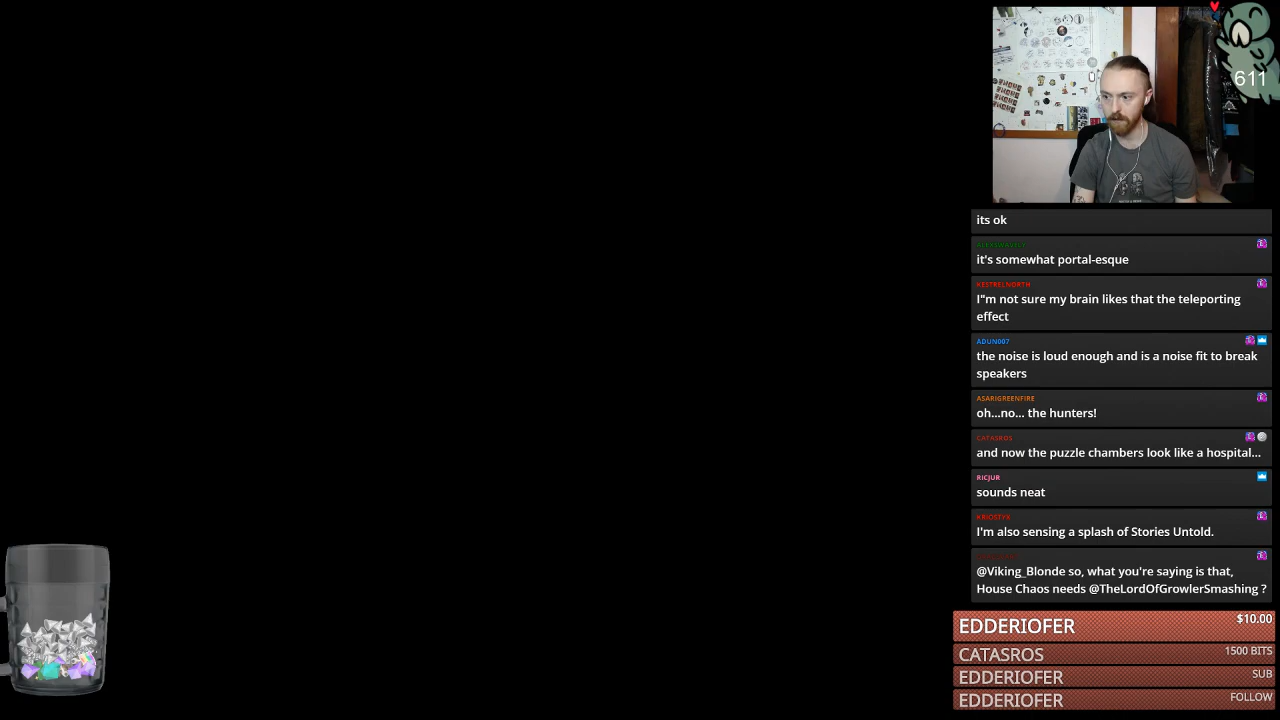 611
its ok
it's somewhat portal-esque
KESTRELNORTH
I"m not sure my brain likes that the teleporting
effect
ADUN007
the noise is loud enough and is a noise fit to break
speakers
ASARIGREENFIRE
oh...no... the hunters!
CATASROS
and now the puzzle chambers look like a hospital...
RICJUR
sounds neat
KRIOSTYX
I'm also sensing a splash of Stories Untold.
@Viking_Blonde so, what you're saying is that,
House Chaos needs @TheLordOfGrowlerSmashing ?
EDDERIOFER $10.00
CATASROS 1500 BITS
EDDERIOFER SUB
EDDERIOFER FOLLOW